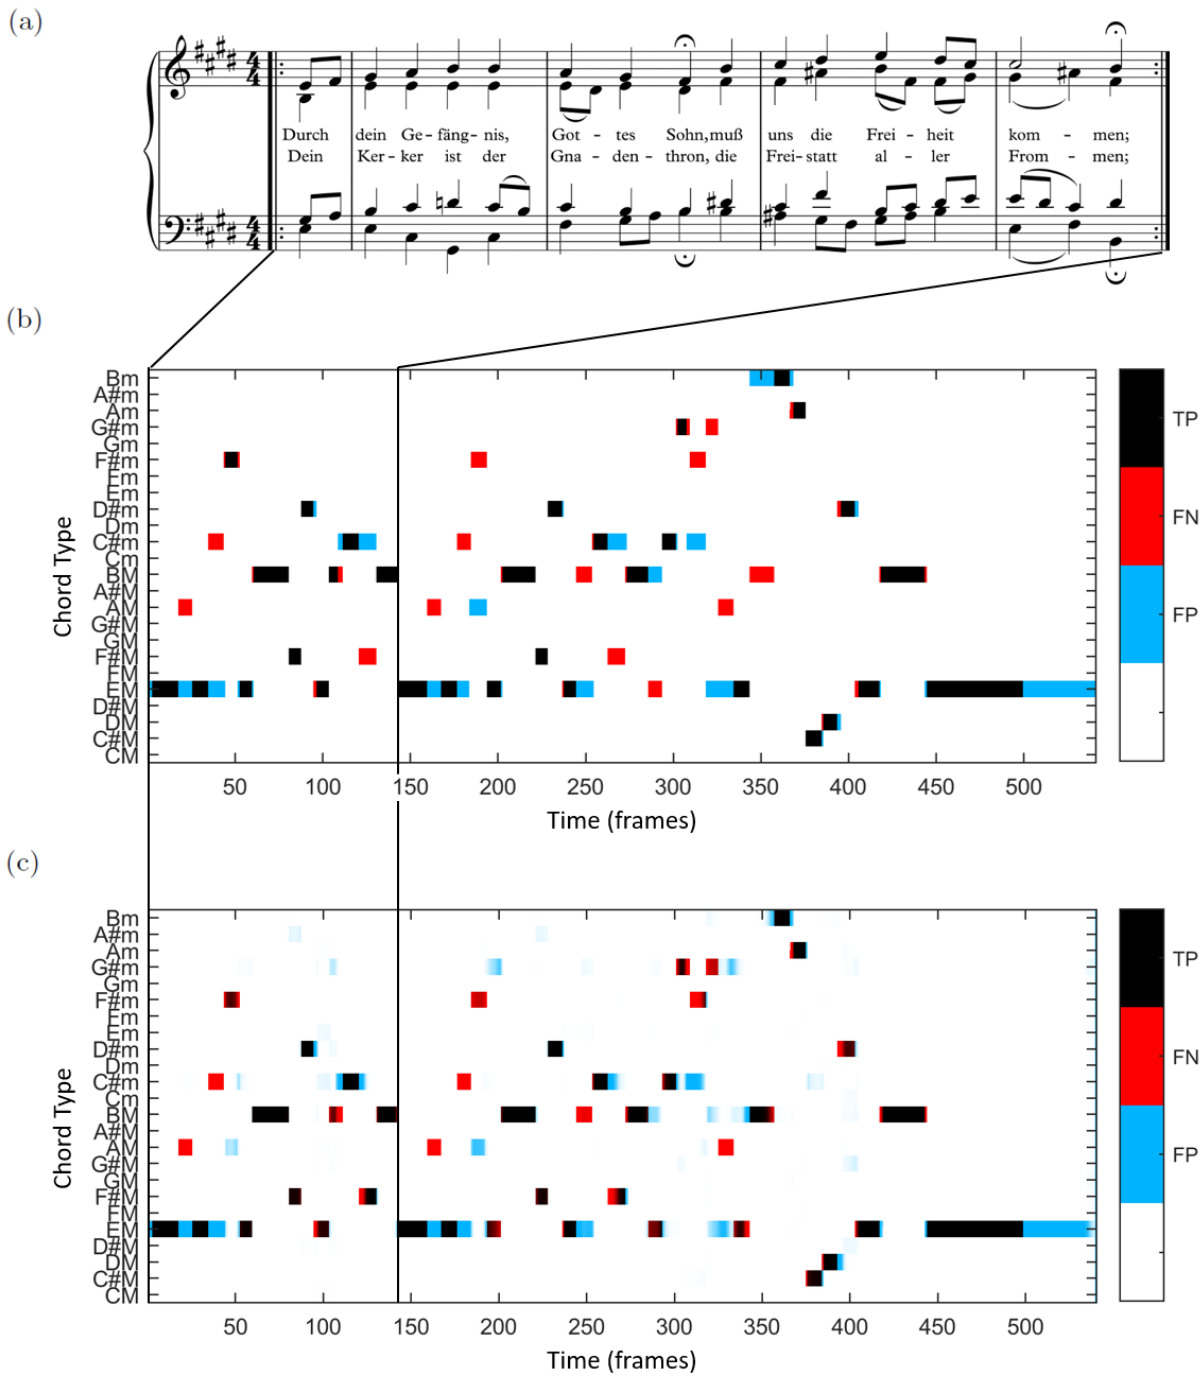 (a)
4
4
Durch dein Ge-fäng-nis, Got - tes Sohn,muß uns die Frei - heit kom - men;
Dein Ker-ker ist der Gna - den - thron, die Frei-statt al - ler From - men;
4
4
(b)
Chord Type
Bm
A#m
Am
G#m
Gm
F#m
Fm
Em
D#m
Dm
C#m
Cm
BM
A#M
AM
G#M
GM
F#M
FM
EM
D#M
DM
C#M
CM
50 100 150 200 250 300 350 400 450 500
Time (frames)
TP
FN
FP
(c)
Chord Type
Bm
A#m
Am
G#m
Gm
F#m
Fm
Em
D#m
Dm
C#m
Cm
BM
A#M
AM
G#M
GM
F#M
FM
EM
D#M
DM
C#M
CM
50 100 150 200 250 300 350 400 450 500
Time (frames)
TP
FN
FP